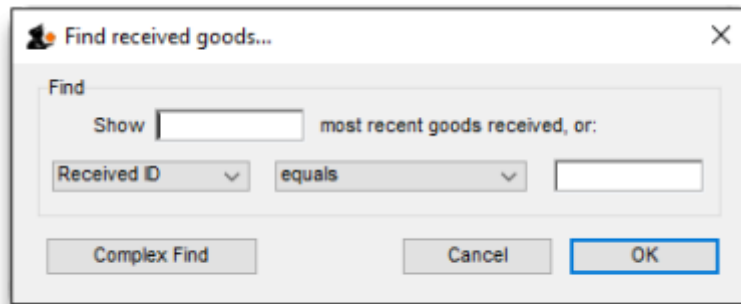 Find received goods...
Find
Show most recent goods received, or:
Received ID equals
Complex Find Cancel OK